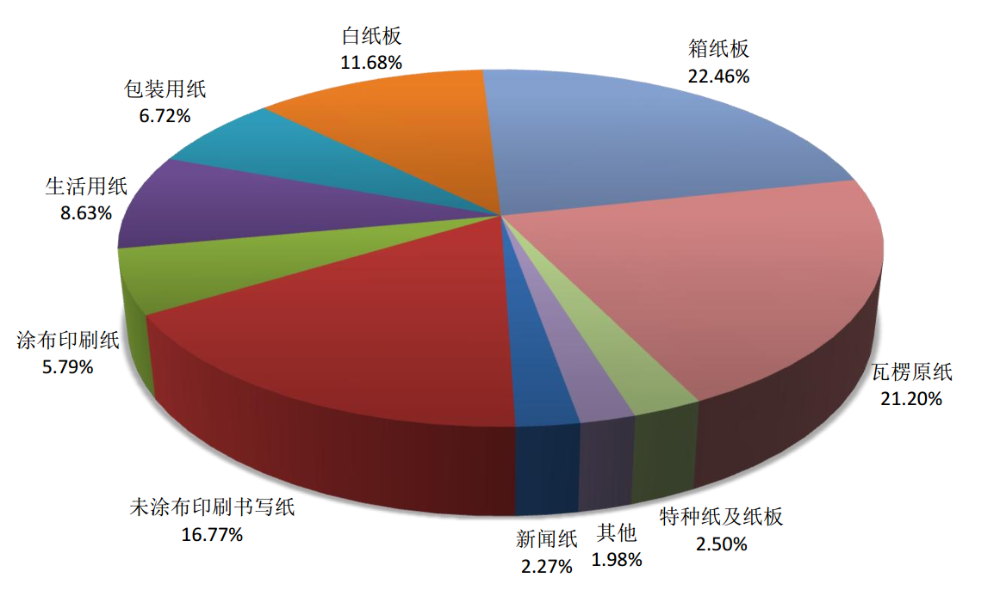 白纸板
11.68%
箱纸板
22.46%
包装用纸
6.72%
生活用纸
8.63%
涂布印刷纸
5.79%
瓦楞原纸
21.20%
未涂布印刷书写纸
16.77%
新闻纸
2.27%
其他
1.98%
特种纸及纸板
2.50%